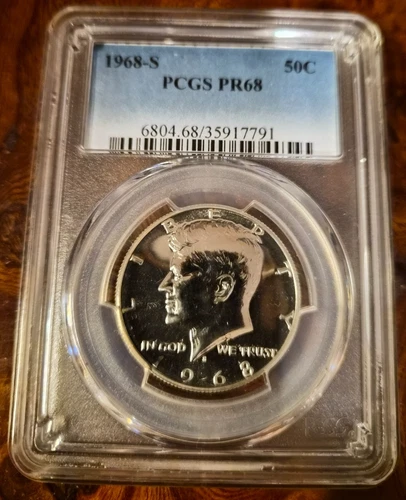 1968-S 50C
PCGS PR68
6804.68/35917791
LIBERTY
IN GOD WE TRUST
1968